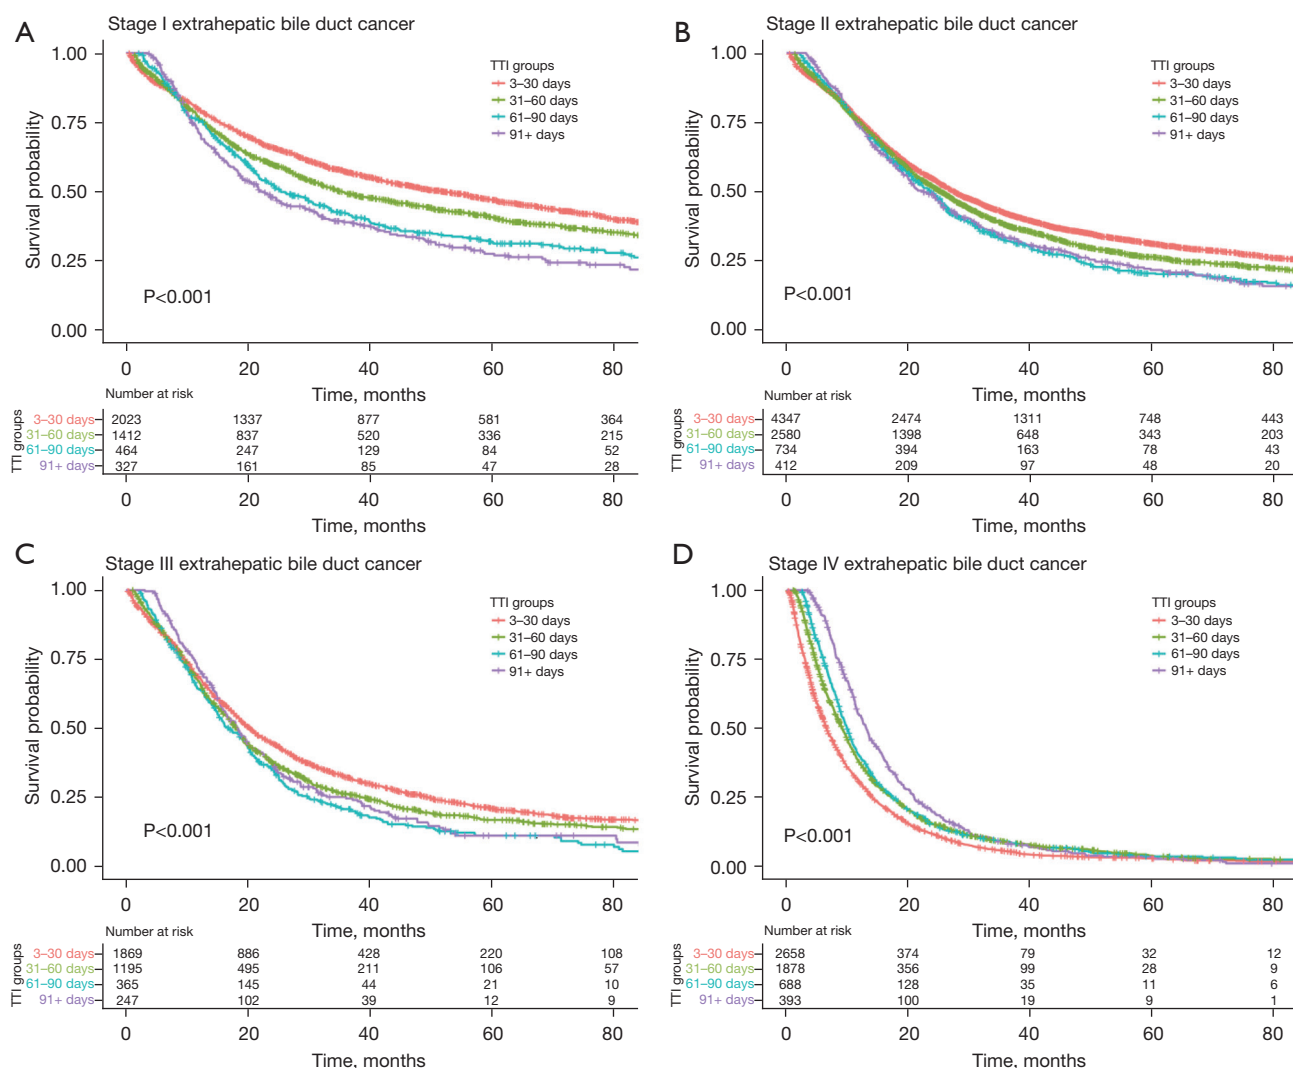 A
Stage I extrahepatic bile duct cancer
TTI groups
3–30 days
31–60 days
61–90 days
91+ days
Survival probability
1.00
0.75
0.50
0.25
0.00
P<0.001
0 20 40 60 80
Time, months
Number at risk
TTI groups
3–30 days 2023 1337 877 581 364
31–60 days 1412 837 520 336 215
61–90 days 464 247 129 84 52
91+ days 327 161 85 47 28
0 20 40 60 80
Time, months
B
Stage II extrahepatic bile duct cancer
TTI groups
3–30 days
31–60 days
61–90 days
91+ days
Survival probability
1.00
0.75
0.50
0.25
0.00
P<0.001
0 20 40 60 80
Time, months
Number at risk
TTI groups
3–30 days 4347 2474 1311 748 443
31–60 days 2580 1398 648 343 203
61–90 days 734 394 163 78 43
91+ days 412 209 97 48 20
0 20 40 60 80
Time, months
C
Stage III extrahepatic bile duct cancer
TTI groups
3–30 days
31–60 days
61–90 days
91+ days
Survival probability
1.00
0.75
0.50
0.25
0.00
P<0.001
0 20 40 60 80
Time, months
Number at risk
TTI groups
3–30 days 1869 886 428 220 108
31–60 days 1195 495 211 106 57
61–90 days 365 145 44 21 10
91+ days 247 102 39 12 9
0 20 40 60 80
Time, months
D
Stage IV extrahepatic bile duct cancer
TTI groups
3–30 days
31–60 days
61–90 days
91+ days
Survival probability
1.00
0.75
0.50
0.25
0.00
P<0.001
0 20 40 60 80
Time, months
Number at risk
TTI groups
3–30 days 2658 374 79 32 12
31–60 days 1878 356 99 28 9
61–90 days 688 128 35 11 6
91+ days 393 100 19 9 1
0 20 40 60 80
Time, months